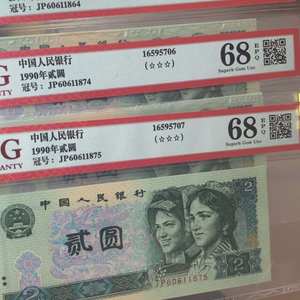 冠号: JP60611864
中国人民银行
1990年贰圆
冠号: JP60611874
16595706
(☆☆☆)
68 EPQ
Superb Gem Unc
G
RANTY
中国人民银行
1990年贰圆
冠号: JP60611875
16595707
(☆☆☆)
68 EPQ
Superb Gem Unc
G
RANTY
中国人民银行
贰圆
2
JP60611875